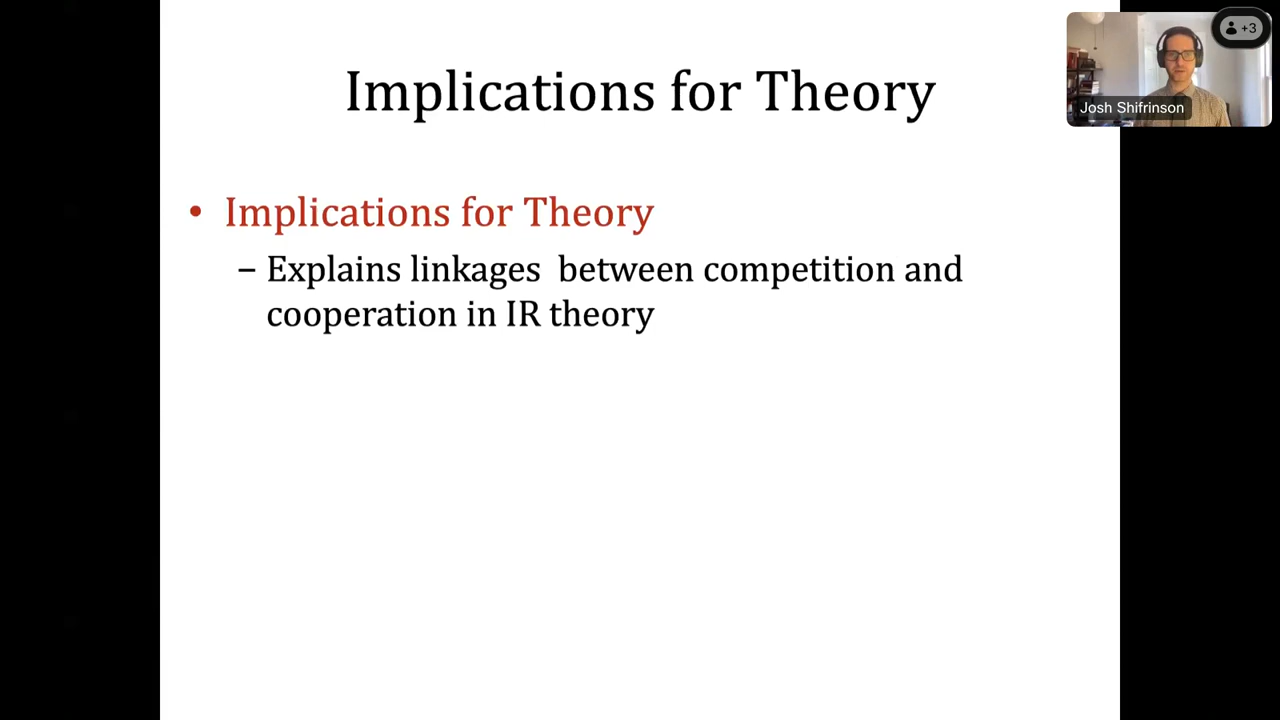 Implications for Theory
+3
Josh Shifrinson
• Implications for Theory
– Explains linkages  between competition and
cooperation in IR theory